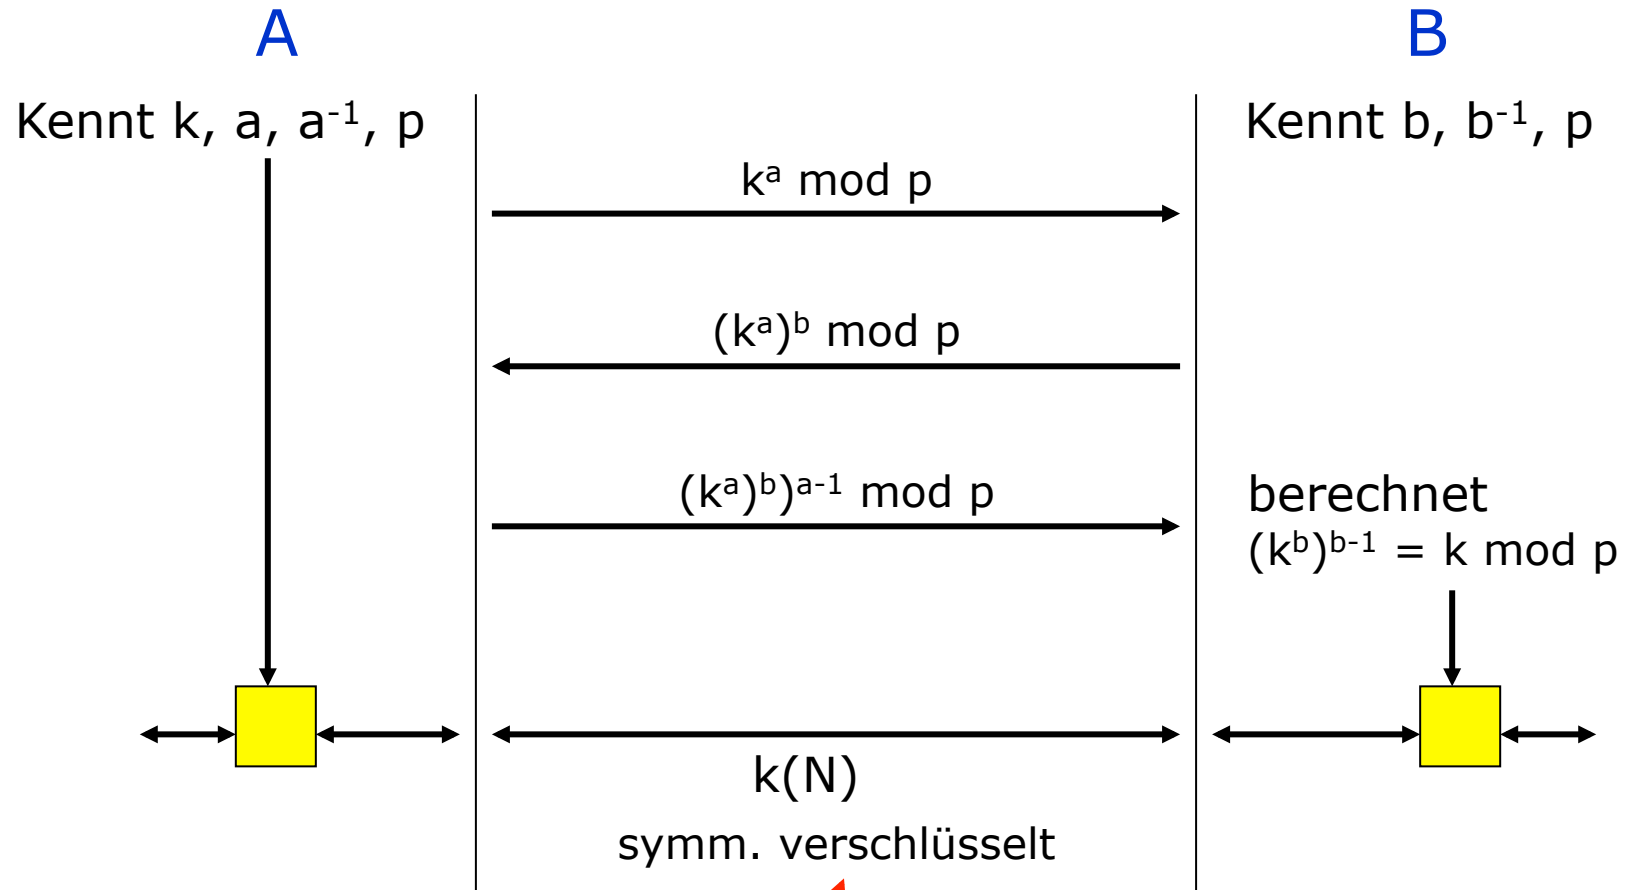 A
B
Kennt k, a, a⁻¹, p
Kennt b, b⁻¹, p
kᵃ mod p
(kᵃ)ᵇ mod p
(kᵃ)ᵇ)ᵃ⁻¹ mod p
berechnet
(kᵇ)ᵇ⁻¹ = k mod p
k(N)
symm. verschlüsselt